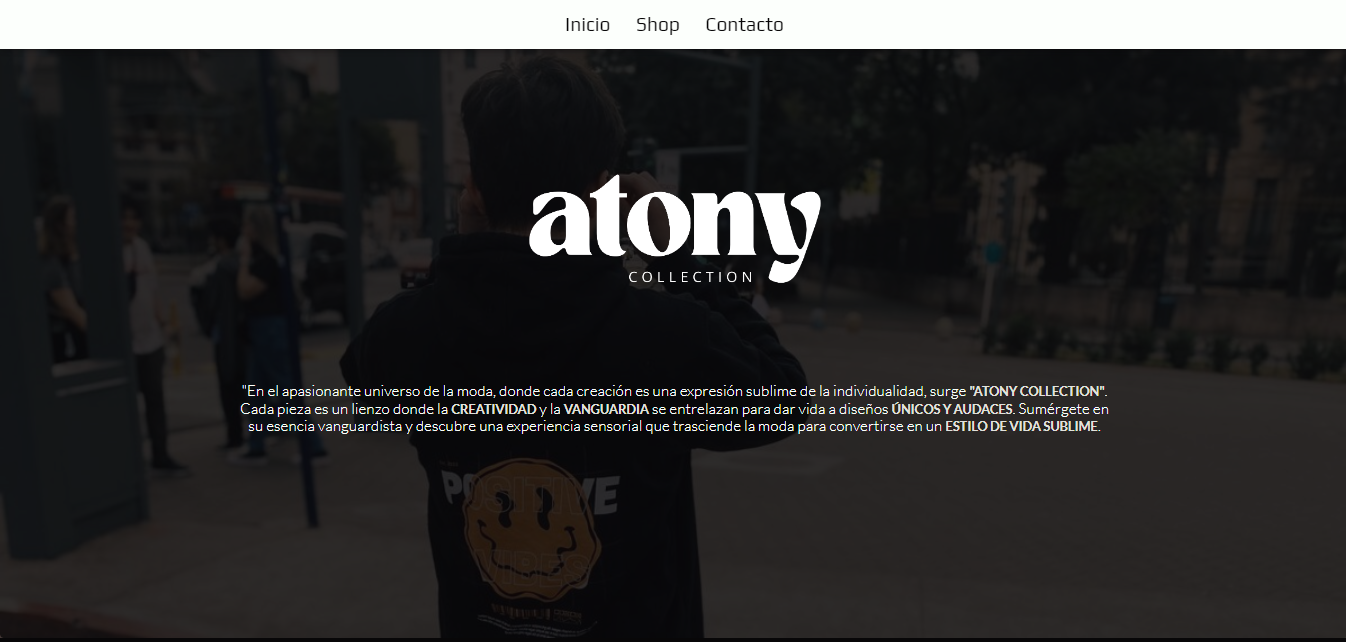 Inicio Shop Contacto
atony
COLLECTION
"En el apasionante universo de la moda, donde cada creación es una expresión sublime de la individualidad, surge "ATONY COLLECTION".
Cada pieza es un lienzo donde la CREATIVIDAD y la VANGUARDIA se entrelazan para dar vida a diseños ÚNICOS Y AUDACES. Sumérgete en
su esencia vanguardista y descubre una experiencia sensorial que trasciende la moda para convertirse en un ESTILO DE VIDA SUBLIME.
POSITIVE
VIBES